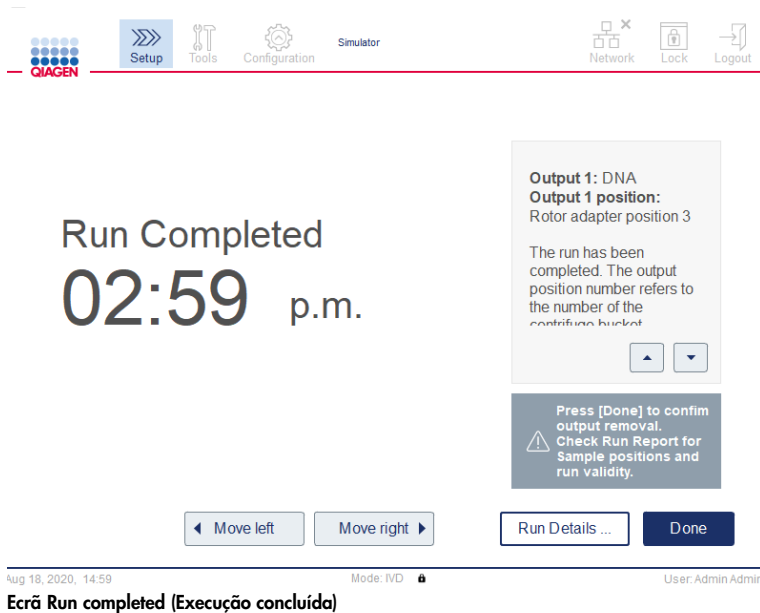 QIAGEN
Setup
Tools
Configuration
Simulator
Network
Lock
Logout
Run Completed
02:59 p.m.
Output 1: DNA
Output 1 position:
Rotor adapter position 3
The run has been
completed. The output
position number refers to
the number of the
centrifuge bucket
Press [Done] to confim
output removal.
Check Run Report for
Sample positions and
run validity.
Move left
Move right
Run Details ...
Done
Aug 18, 2020, 14:59
Mode: IVD
User: Admin Admin
Ecrã Run completed (Execução concluída)